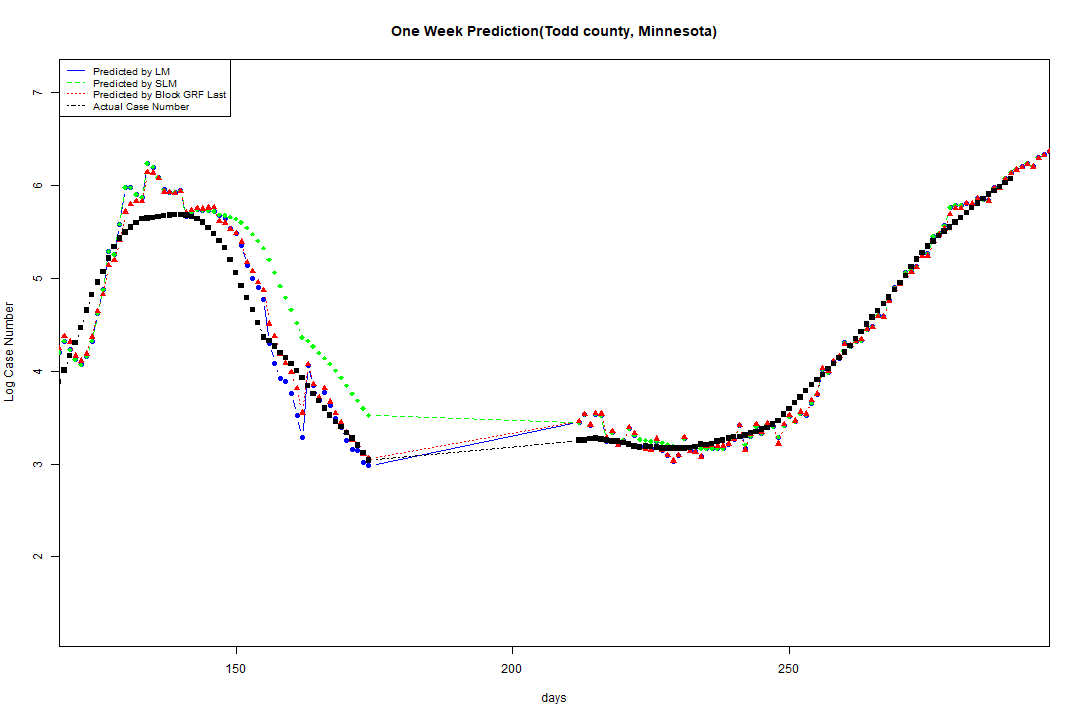 One Week Prediction(Todd county, Minnesota)
Predicted by LM
Predicted by SLM
Predicted by Block GRF Last
Actual Case Number
7
6
5
4
3
2
Log Case Number
150 200 250
days